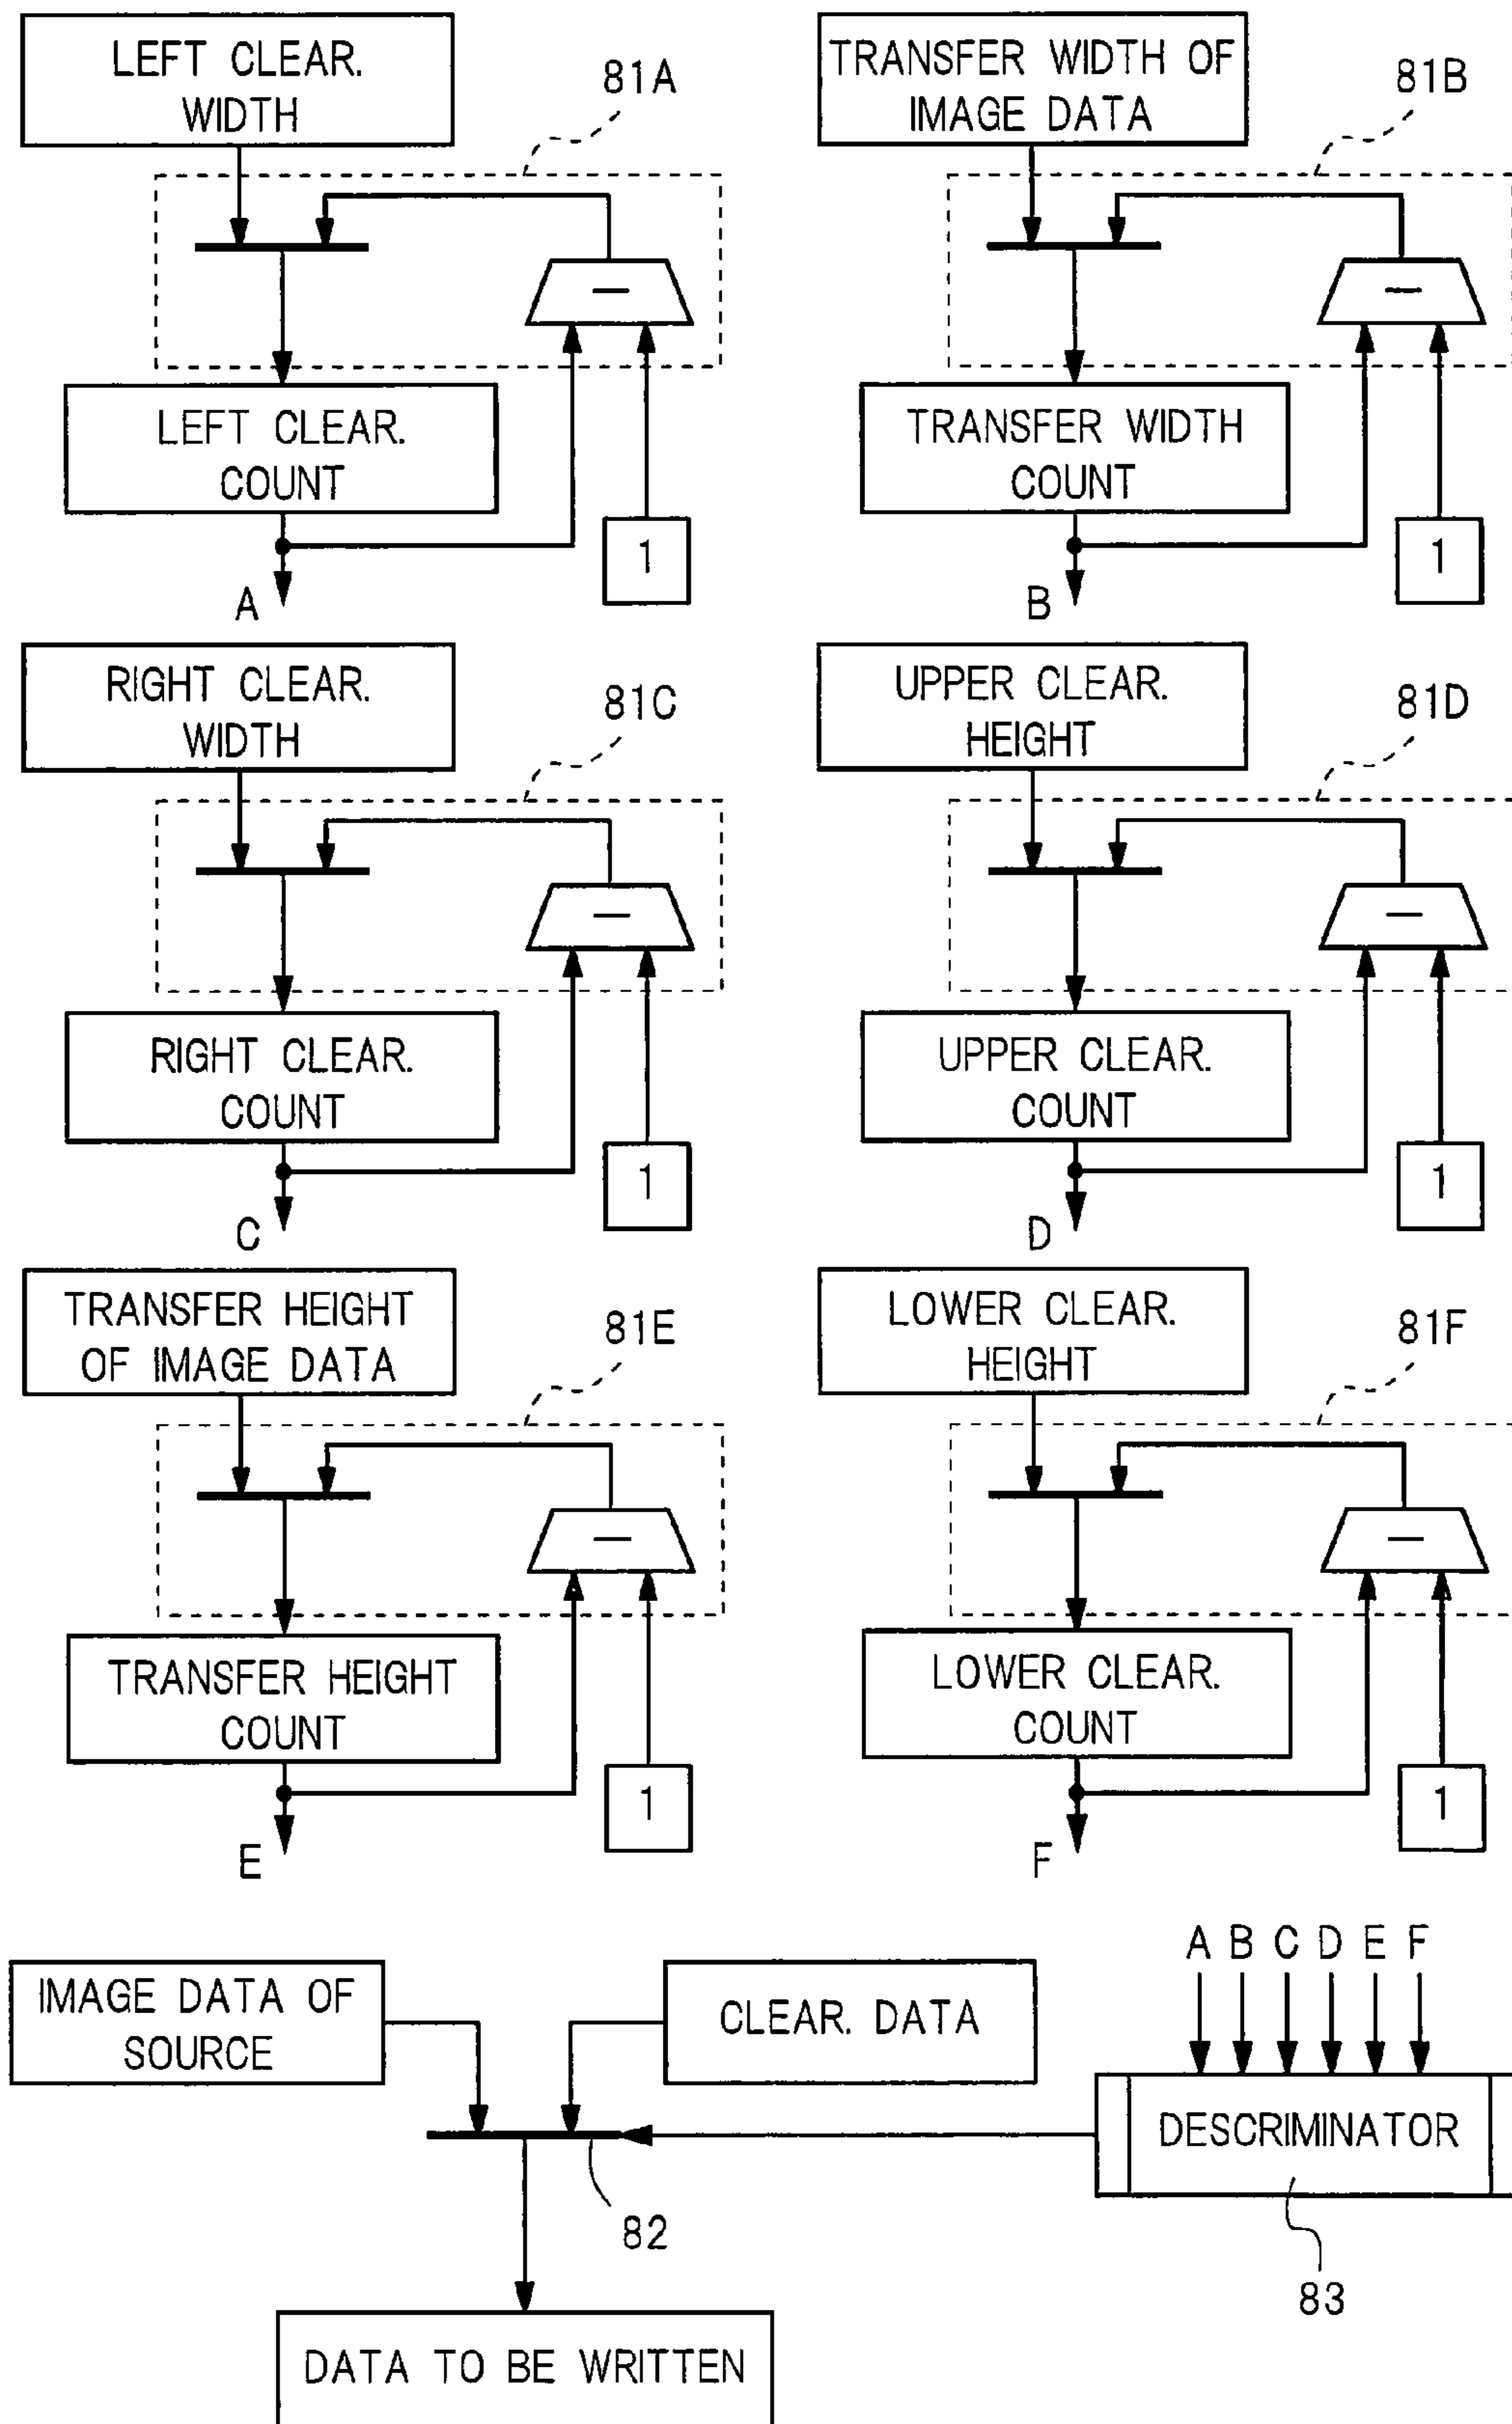 LEFT CLEAR.
WIDTH
81A
TRANSFER WIDTH OF
IMAGE DATA
81B
LEFT CLEAR.
COUNT
1
A
TRANSFER WIDTH
COUNT
1
B
RIGHT CLEAR.
WIDTH
81C
UPPER CLEAR.
HEIGHT
81D
RIGHT CLEAR.
COUNT
1
C
UPPER CLEAR.
COUNT
1
D
TRANSFER HEIGHT
OF IMAGE DATA
81E
LOWER CLEAR.
HEIGHT
81F
TRANSFER HEIGHT
COUNT
1
E
LOWER CLEAR.
COUNT
1
F
IMAGE DATA OF
SOURCE
CLEAR. DATA
A B C D E F
DESCRIMINATOR
82
83
DATA TO BE WRITTEN